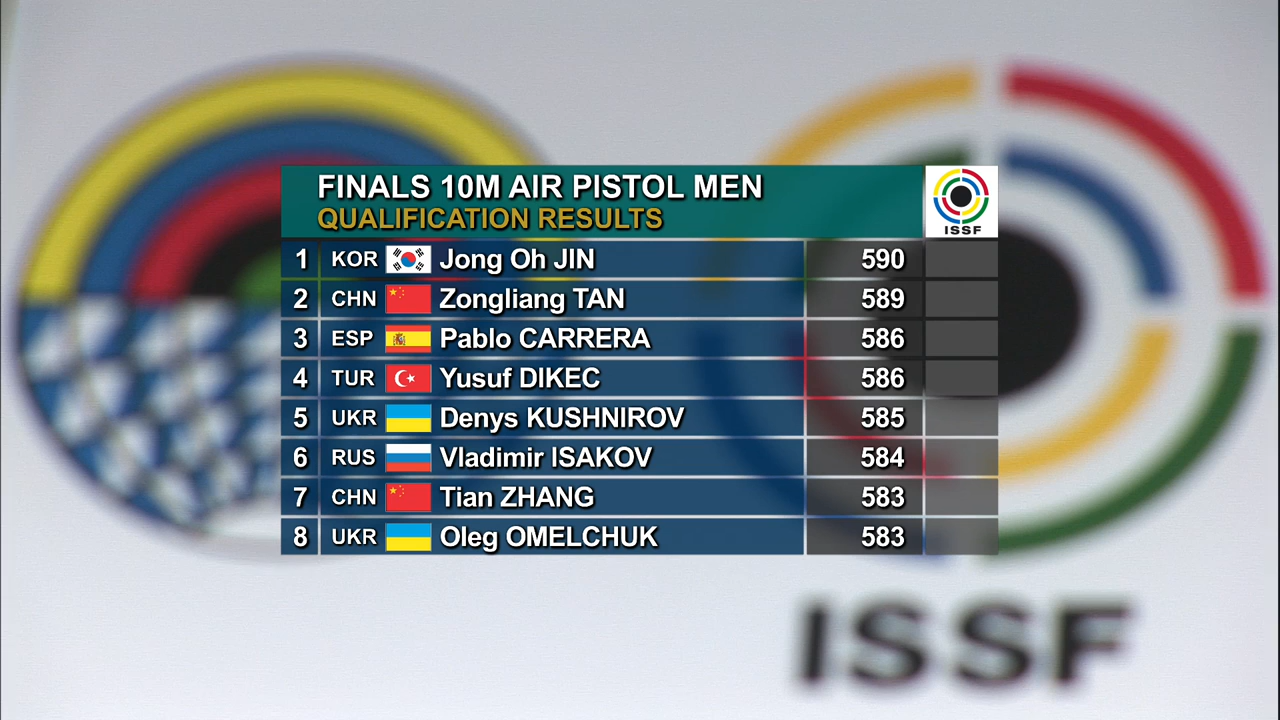 FINALS 10M AIR PISTOL MEN
QUALIFICATION RESULTS
ISSF
1 KOR Jong Oh JIN 590
2 CHN Zongliang TAN 589
3 ESP Pablo CARRERA 586
4 TUR Yusuf DIKEC 586
5 UKR Denys KUSHNIROV 585
6 RUS Vladimir ISAKOV 584
7 CHN Tian ZHANG 583
8 UKR Oleg OMELCHUK 583
ISSF